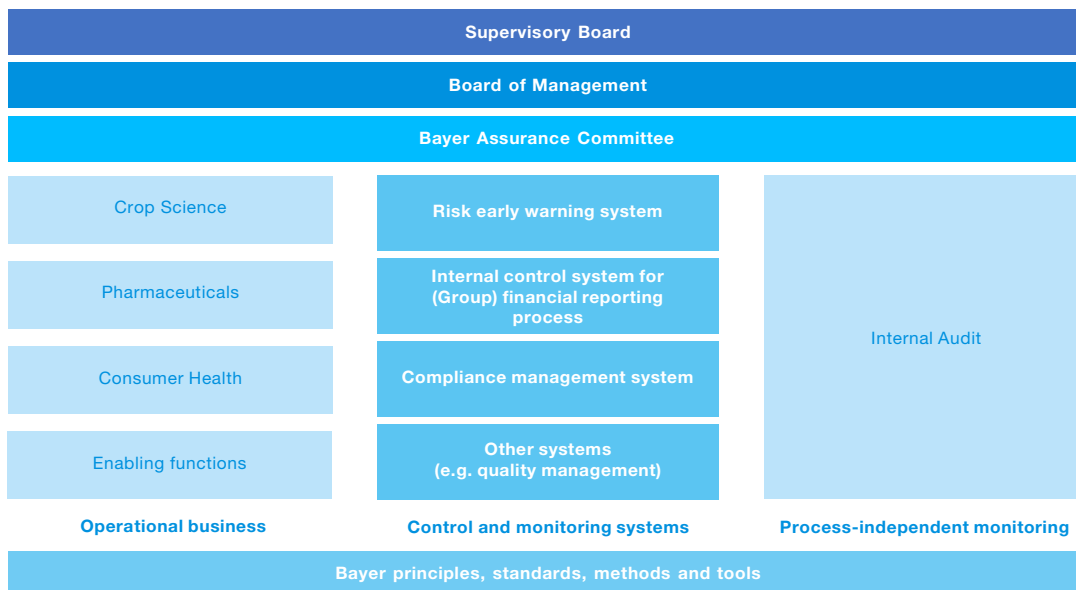 Supervisory Board
Board of Management
Bayer Assurance Committee
Crop Science
Pharmaceuticals
Consumer Health
Enabling functions
Operational business
Risk early warning system
Internal control system for
(Group) financial reporting
process
Compliance management system
Other systems
(e.g. quality management)
Control and monitoring systems
Internal Audit
Process-independent monitoring
Bayer principles, standards, methods and tools